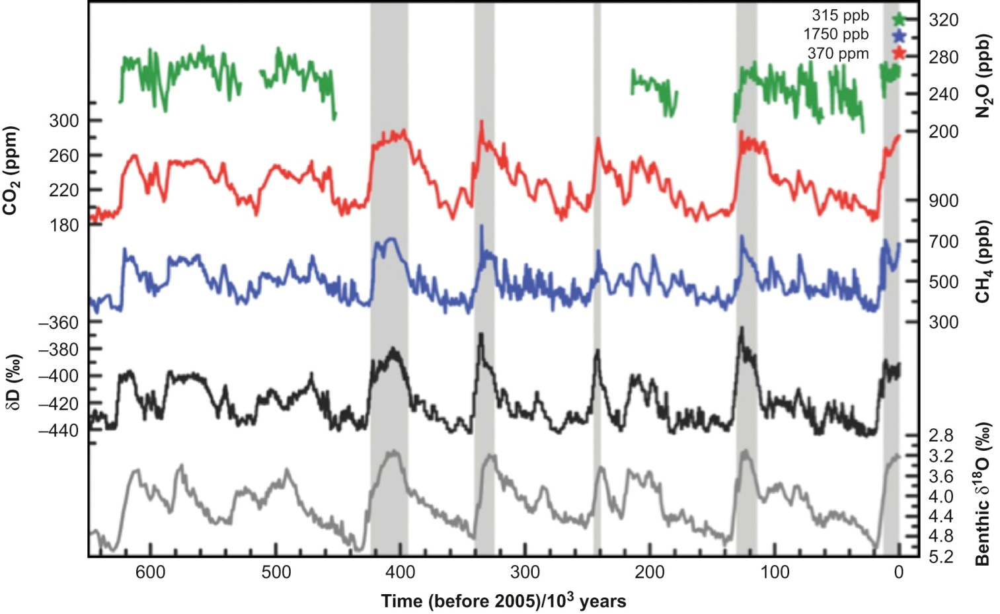 315 ppb
1750 ppb
370 ppm
CO₂ (ppm)
300
260
220
180
δD (‰)
–360
–380
–400
–420
–440
320
280
240
200
N₂O (ppb)
900
700
500
300
CH₄ (ppb)
2.8
3.2
3.6
4.0
4.4
4.8
5.2
Benthic δ¹⁸O (‰)
600 500 400 300 200 100 0
Time (before 2005)/10³ years